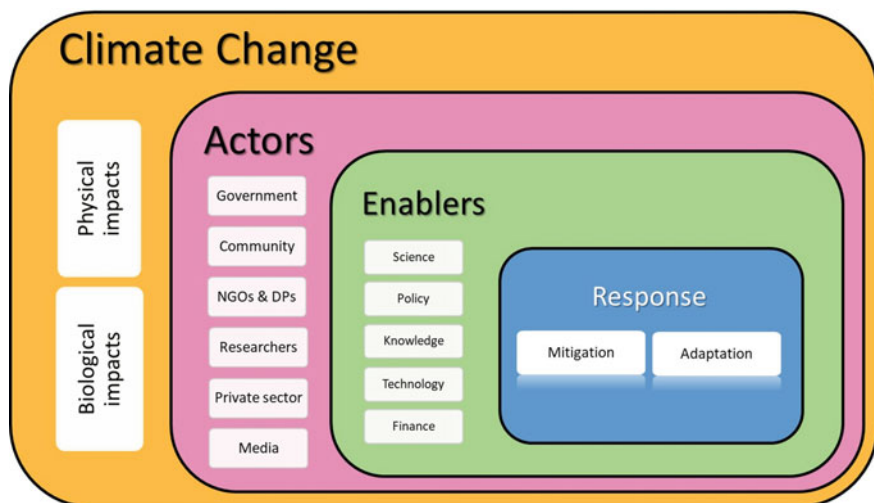 Climate Change
Physical
impacts
Biological
impacts
Actors
Government
Community
NGOs & DPs
Researchers
Private sector
Media
Enablers
Science
Policy
Knowledge
Technology
Finance
Response
Mitigation
Adaptation